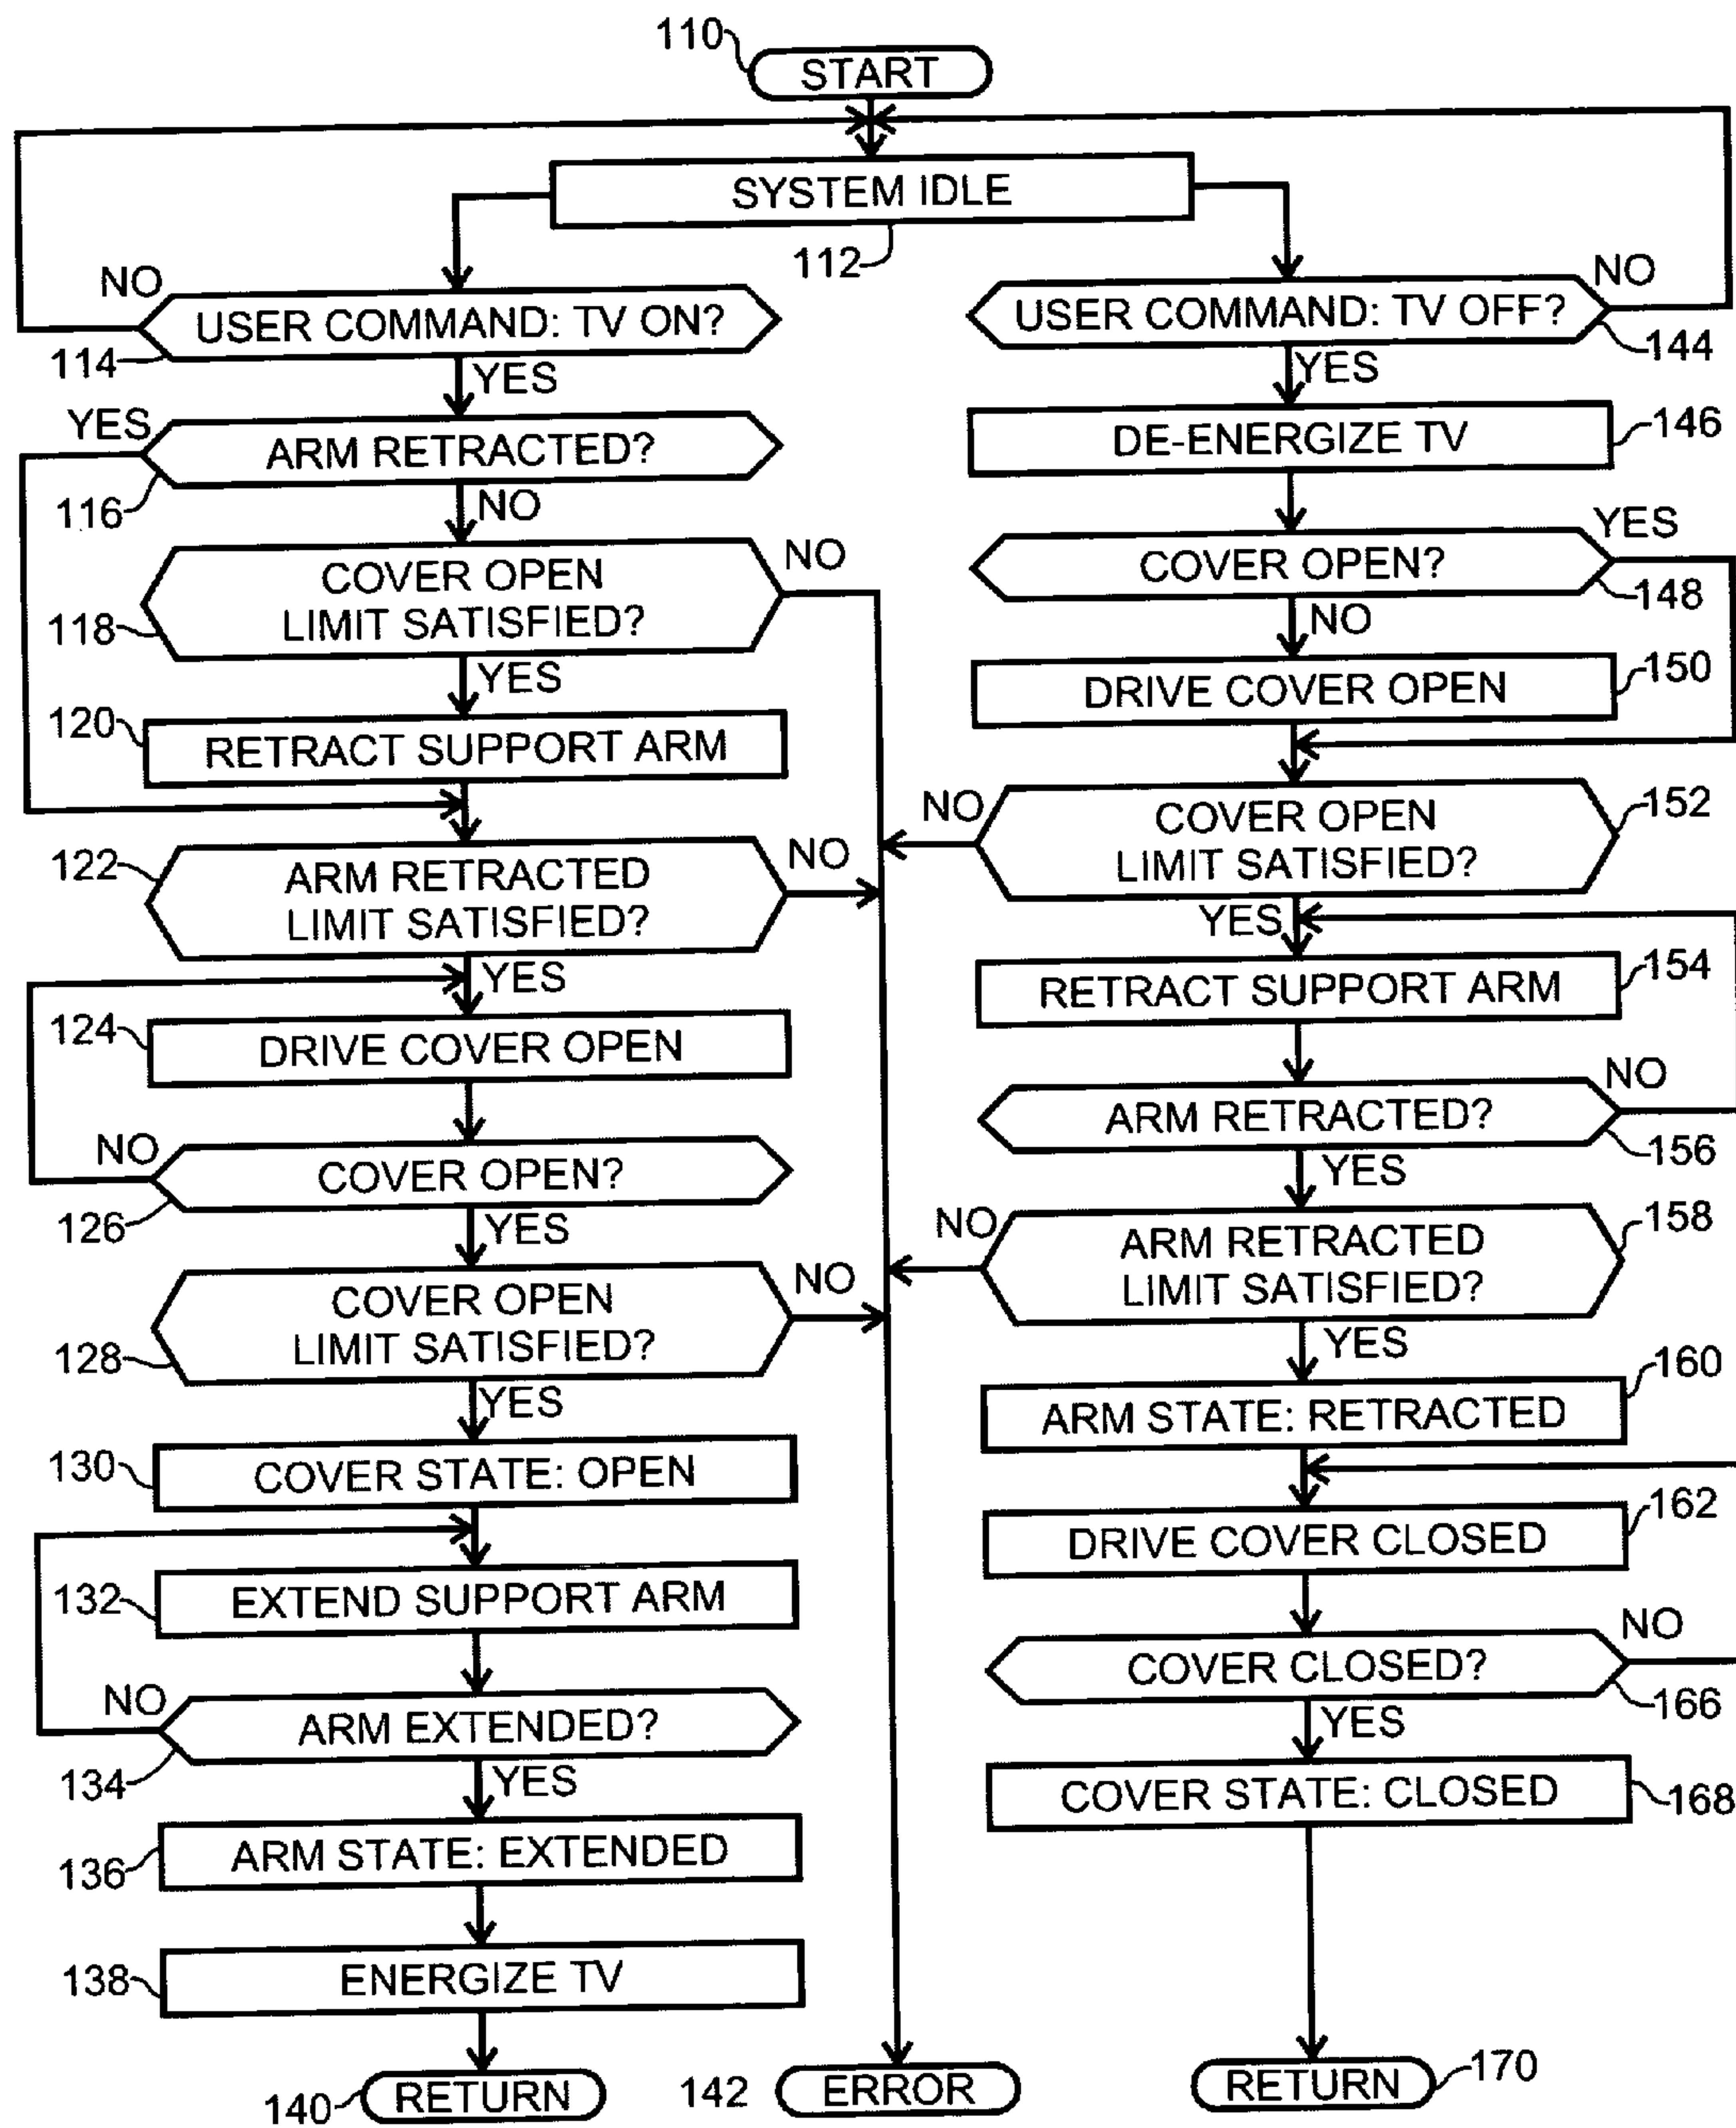 110
START
SYSTEM IDLE
112
NO
USER COMMAND: TV ON?
114
YES
YES
ARM RETRACTED?
116
NO
COVER OPEN
LIMIT SATISFIED?
118
NO
YES
120
RETRACT SUPPORT ARM
122
ARM RETRACTED
LIMIT SATISFIED?
NO
YES
124
DRIVE COVER OPEN
NO
COVER OPEN?
126
YES
COVER OPEN
LIMIT SATISFIED?
128
NO
YES
130
COVER STATE: OPEN
132
EXTEND SUPPORT ARM
NO
ARM EXTENDED?
134
YES
136
ARM STATE: EXTENDED
138
ENERGIZE TV
140
RETURN
142
ERROR
NO
USER COMMAND: TV OFF?
144
YES
DE-ENERGIZE TV
146
YES
COVER OPEN?
148
NO
DRIVE COVER OPEN
150
NO
COVER OPEN
LIMIT SATISFIED?
152
YES
RETRACT SUPPORT ARM
154
NO
ARM RETRACTED?
156
YES
NO
ARM RETRACTED
LIMIT SATISFIED?
158
YES
160
ARM STATE: RETRACTED
162
DRIVE COVER CLOSED
NO
COVER CLOSED?
166
YES
COVER STATE: CLOSED
168
RETURN
170